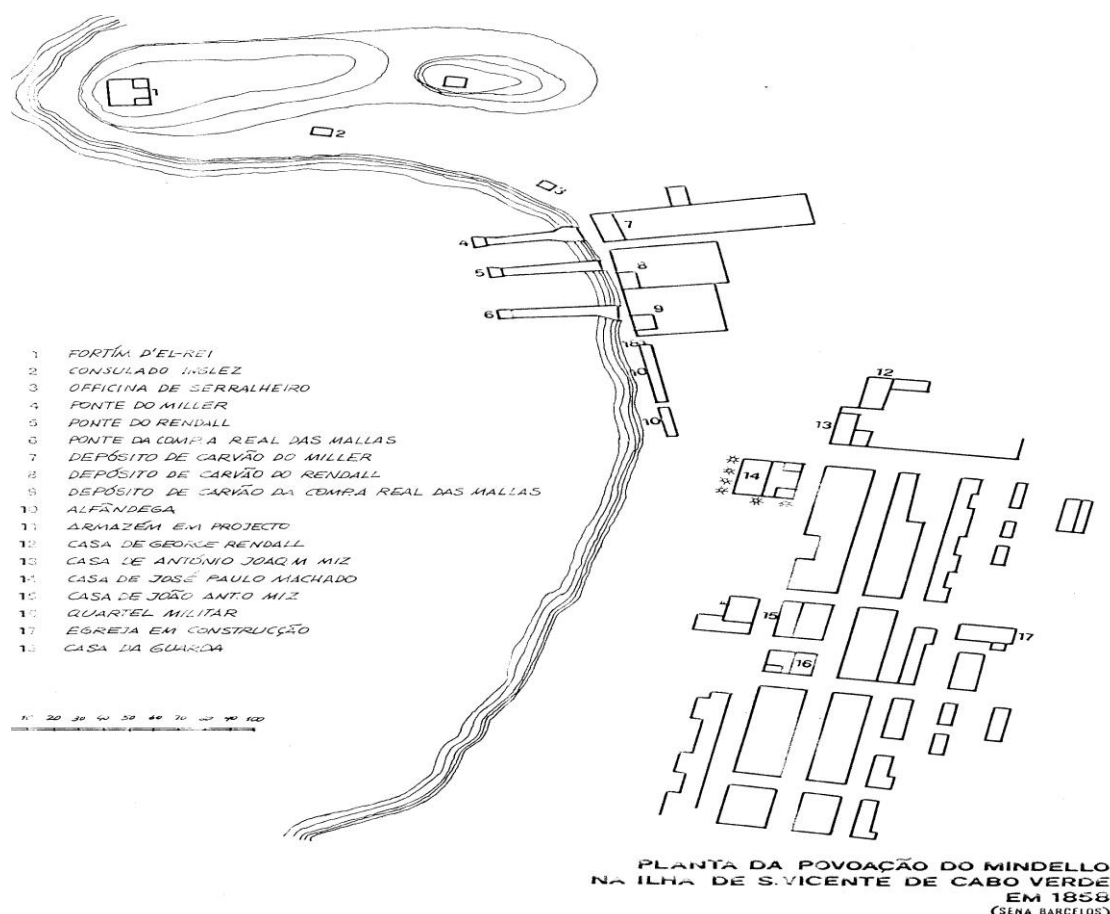 1
2
3
4
7
5
8
6
9
18
10
12
13
10
14
15
17
16
1 FORTÍM D'EL-REI
2 CONSULADO INGLEZ
3 OFFICINA DE SERRALHEIRO
4 PONTE DO MILLER
5 PONTE DO RENDALL
6 PONTE DA COMP.A REAL DAS MALLAS
7 DEPÓSITO DE CARVÃO DO MILLER
8 DEPÓSITO DE CARVÃO DO RENDALL
9 DEPÓSITO DE CARVÃO DA COMP.A REAL DAS MALLAS
10 ALFÂNDEGA
11 ARMAZÉM EM PROJECTO
12 CASA DE GEORGE RENDALL
13 CASA DE ANTÓNIO JOAQ.M MIZ
14 CASA DE JOSÉ PAULO MACHADO
15 CASA DE JOÃO ANTO MIZ
16 QUARTEL MILITAR
17 EGREJA EM CONSTRUCÇÃO
18 CASA DA GUARDA
10 20 30 40 50 60 70 80 90 100
PLANTA DA POVOAÇÃO DO MINDELLO
NA ILHA DE S.VICENTE DE CABO VERDE
EM 1858
(SENA BARCELOS)